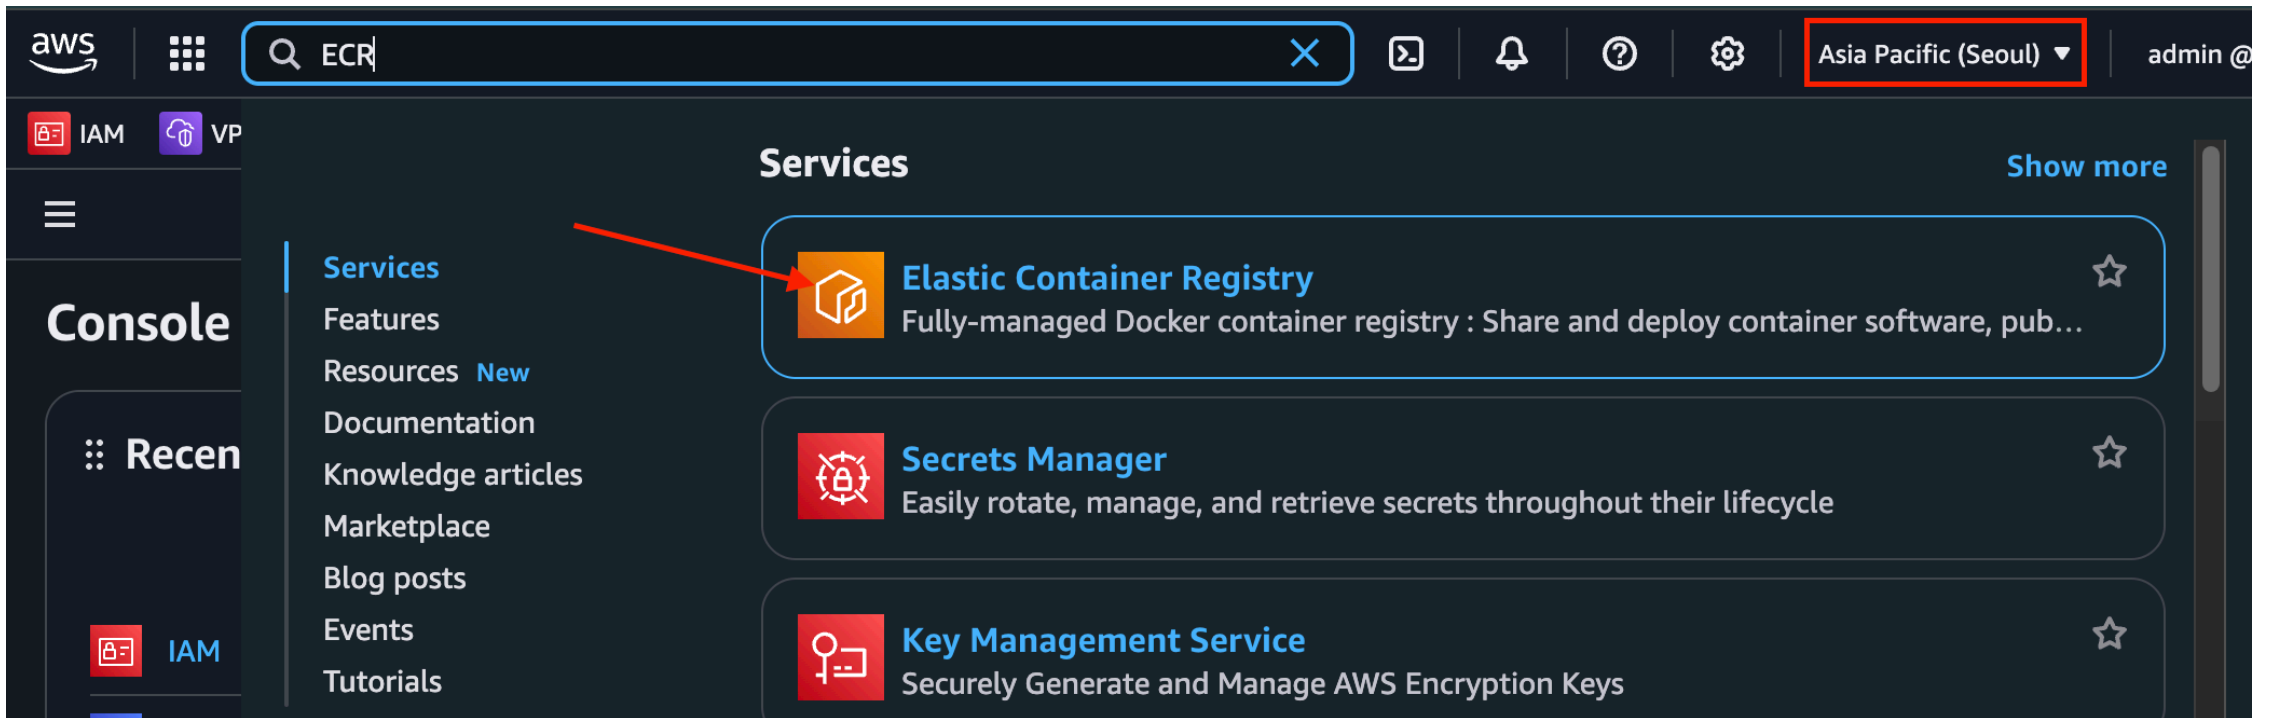 aws
ECR
Asia Pacific (Seoul)
admin @
IAM
VP
Services
Show more
Services
Features
Resources New
Documentation
Knowledge articles
Marketplace
Blog posts
Events
Tutorials
Console
Recen
IAM
Elastic Container Registry
Fully-managed Docker container registry : Share and deploy container software, pub...
Secrets Manager
Easily rotate, manage, and retrieve secrets throughout their lifecycle
Key Management Service
Securely Generate and Manage AWS Encryption Keys